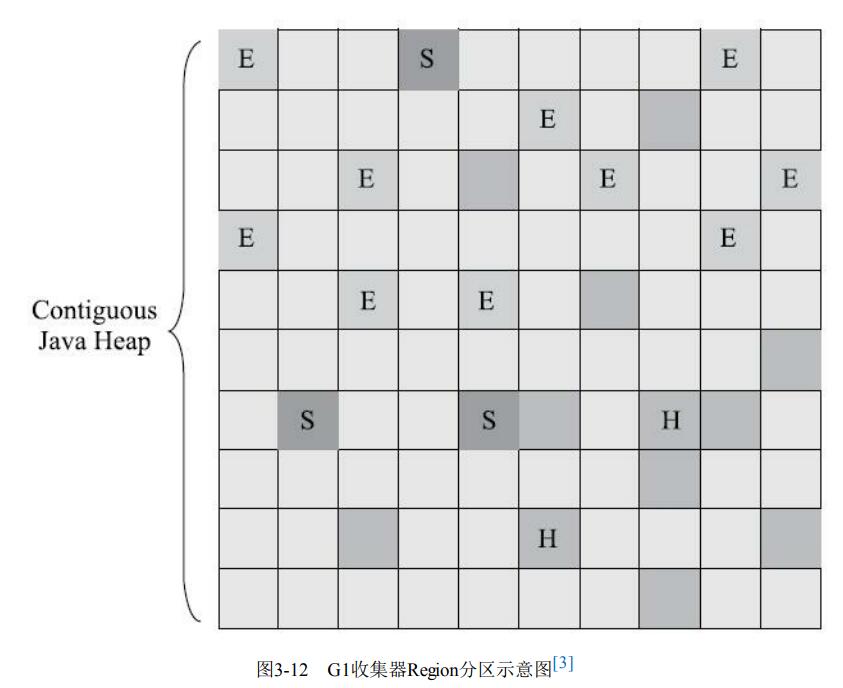 E S E
E
E E E
E E
Contiguous
Java Heap
E E
S S H
H
图3-12 G1收集器Region分区示意图[3]